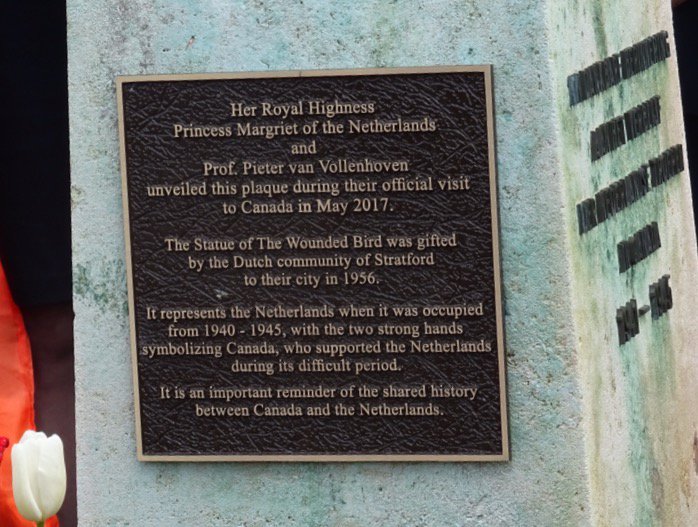 Her Royal Highness
Princess Margriet of the Netherlands
and
Prof. Pieter van Vollenhoven
unveiled this plaque during their official visit
to Canada in May 2017.
The Statue of The Wounded Bird was gifted
by the Dutch community of Stratford
to their city in 1956.
It represents the Netherlands when it was occupied
from 1940 - 1945, with the two strong hands
symbolizing Canada, who supported the Netherlands
during its difficult period.
It is an important reminder of the shared history
between Canada and the Netherlands.